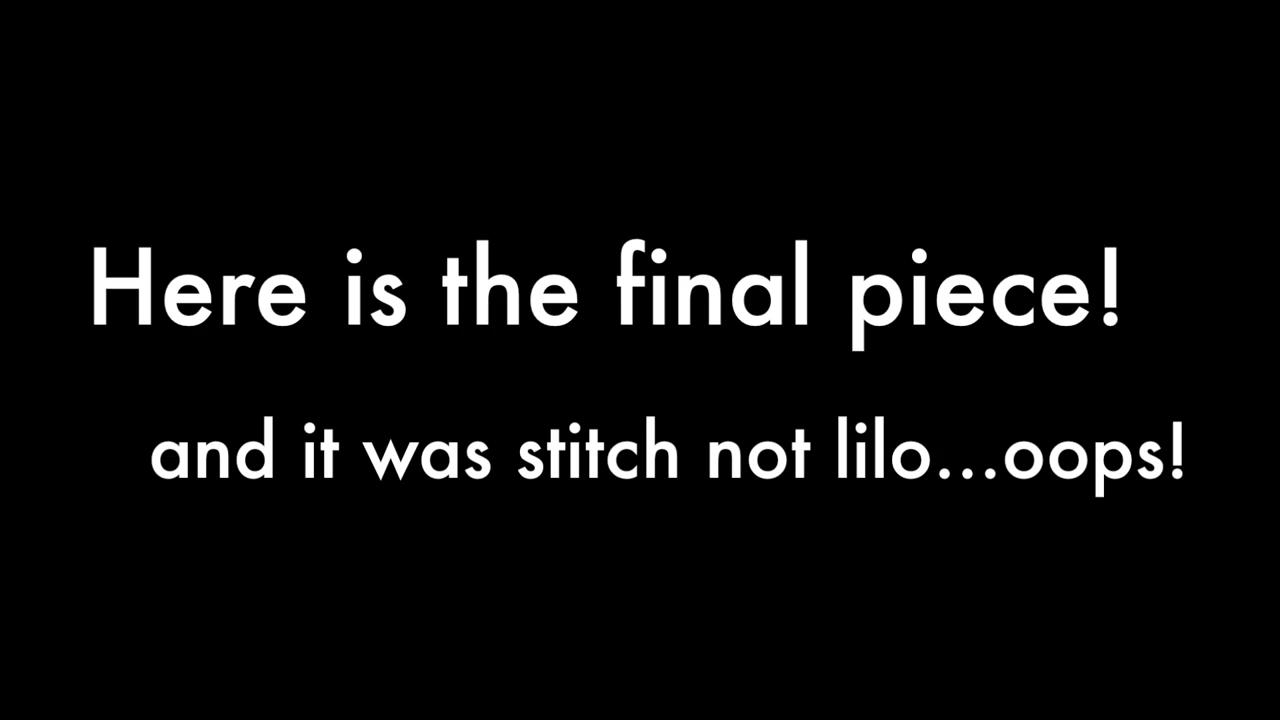 Here is the final piece!
and it was stitch not lilo...oops!